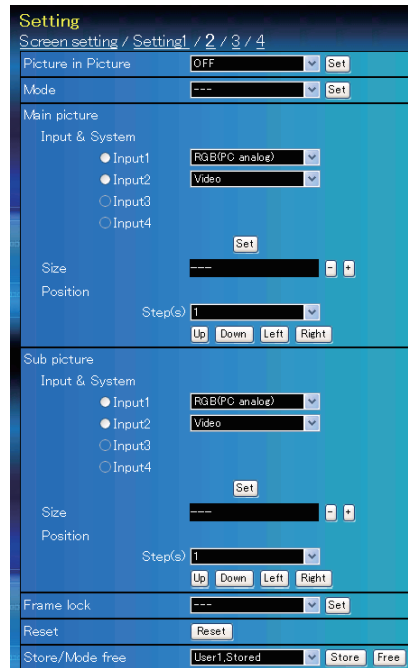 Setting
Screen setting / Setting1 / 2 / 3 / 4
Picture in Picture OFF Set
Mode --- Set
Main picture
Input & System
Input1 RGB(PC analog)
Input2 Video
Input3
Input4
Set
Size --- - +
Position
Step(s) 1
Up Down Left Right
Sub picture
Input & System
Input1 RGB(PC analog)
Input2 Video
Input3
Input4
Set
Size --- - +
Position
Step(s) 1
Up Down Left Right
Frame lock --- Set
Reset Reset
Store/Mode free User1,Stored Store Free